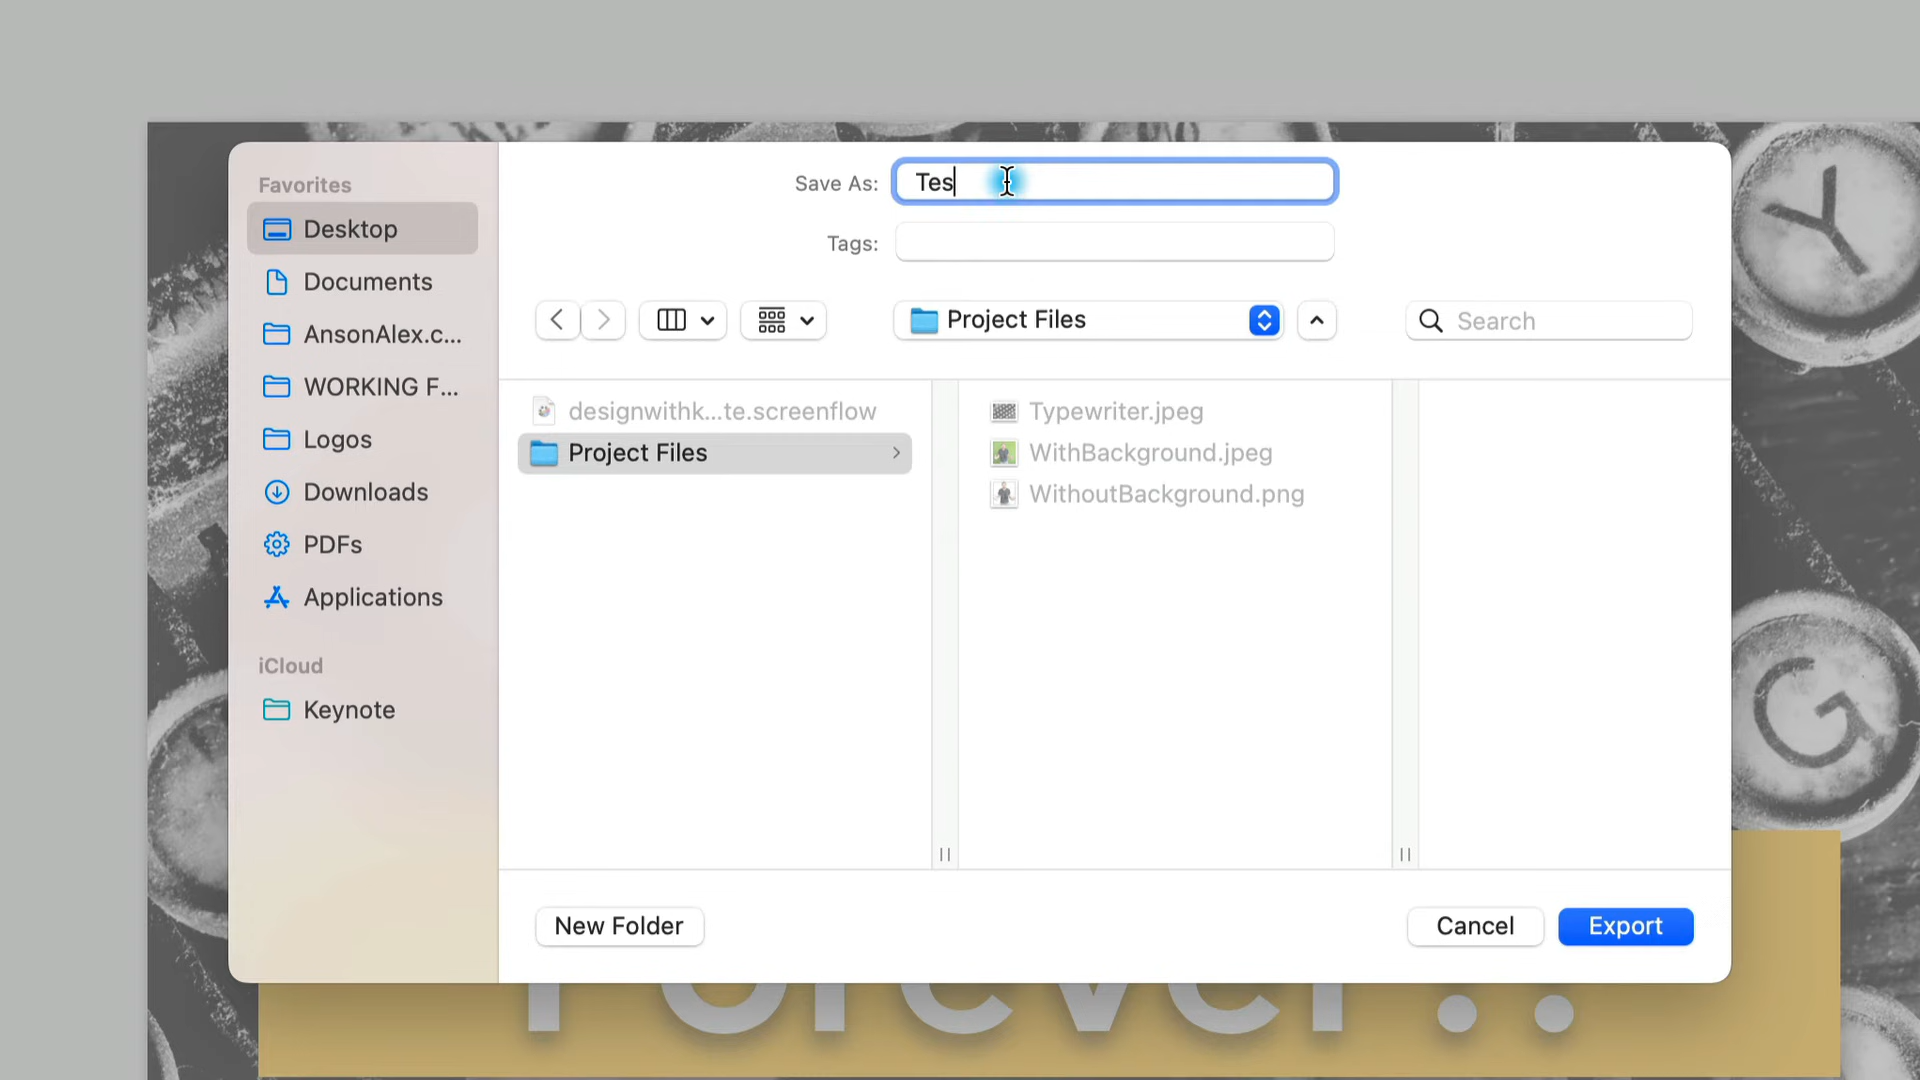 Favorites
Desktop
Documents
AnsonAlex.c...
WORKING F...
Logos
Downloads
PDFs
Applications
iCloud
Keynote
Save As: Tes
Tags:
Project Files
Search
designwithk...te.screenflow
Project Files
Typewriter.jpeg
WithBackground.jpeg
WithoutBackground.png
New Folder
Cancel
Export
Y
G
Forever!!